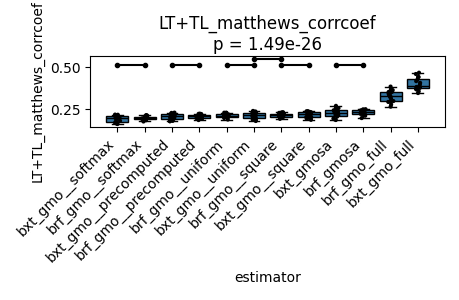 LT+TL_matthews_corrcoef
p = 1.49e-26
LT+TL_matthews_corrcoef
0.50
0.25
bxt_gmo__softmax
brf_gmo__softmax
bxt_gmo__precomputed
brf_gmo__precomputed
brf_gmo__uniform
bxt_gmo__uniform
brf_gmo__square
bxt_gmo__square
bxt_gmosa
brf_gmosa
brf_gmo_full
bxt_gmo_full
estimator